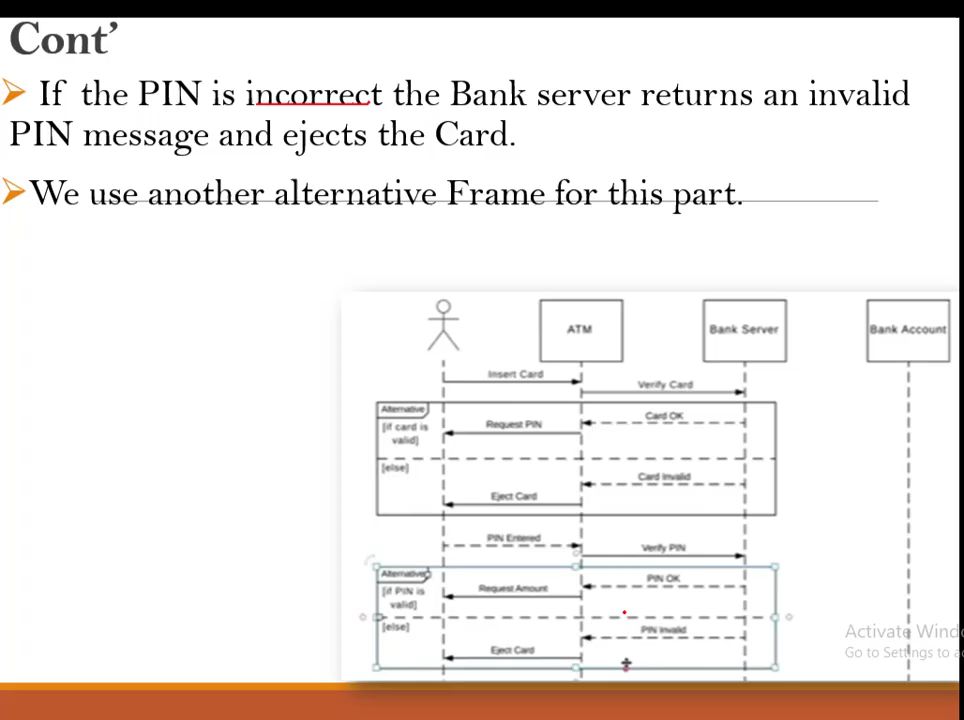 Cont’
If the PIN is incorrect the Bank server returns an invalid
PIN message and ejects the Card.
We use another alternative Frame for this part.
ATM
Bank Server
Bank Account
Insert Card
Verify Card
Alternative
Card OK
[if card is
valid]
Request PIN
[else]
Card Invalid
Eject Card
PIN Entered
Verify PIN
Alternative
PIN OK
[if PIN is
valid]
Request Amount
[else]
PIN Invalid
Eject Card
Activate Windo
Go to Settings to a